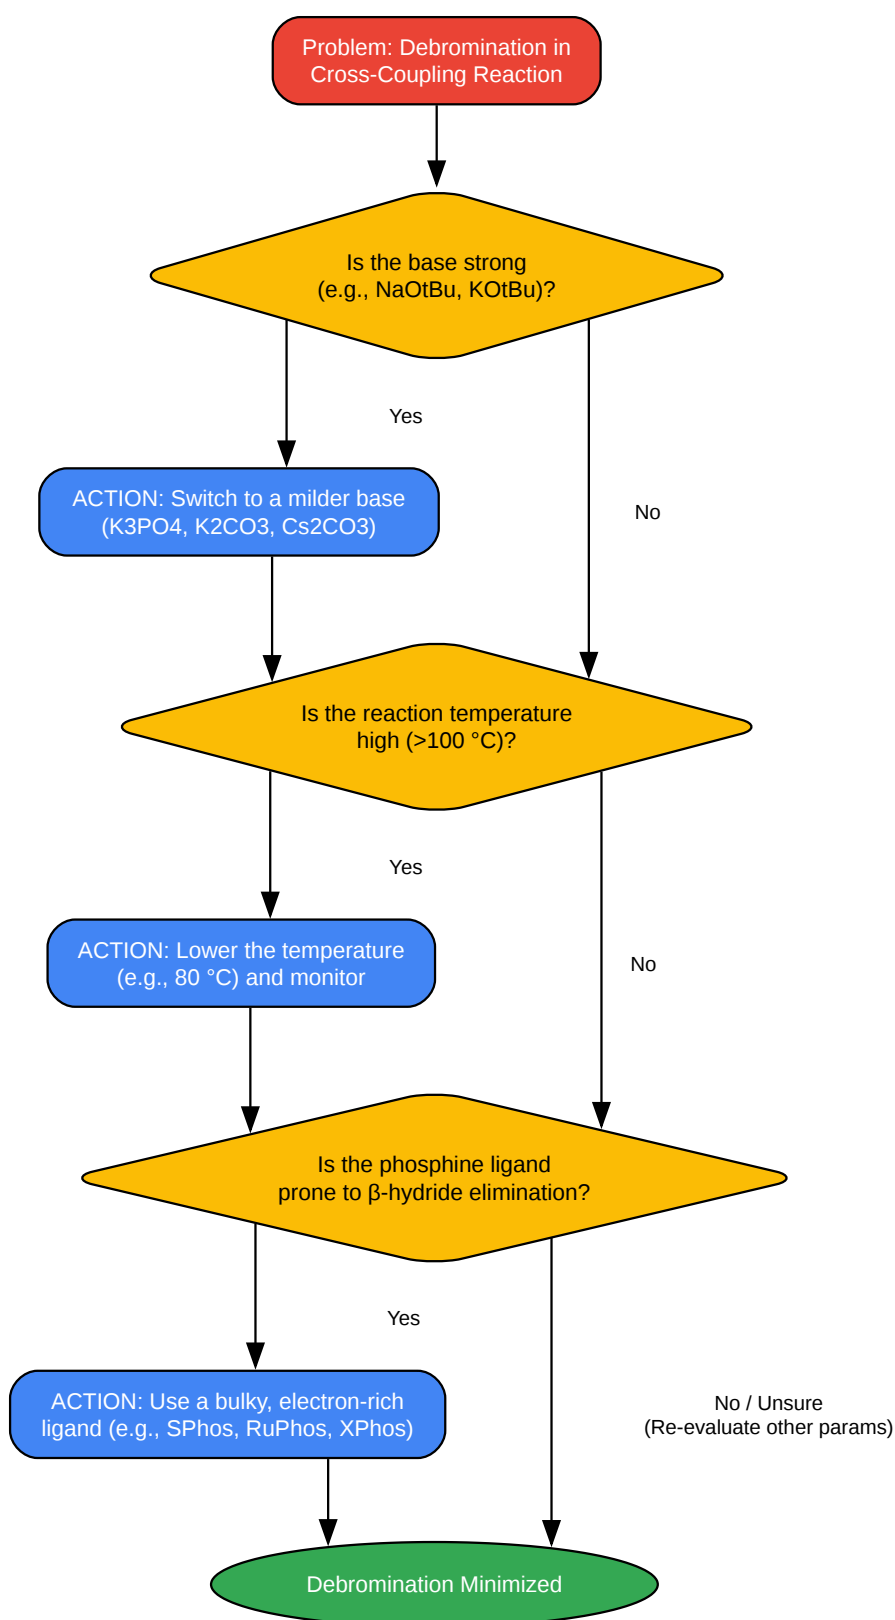 Problem: Debromination in
Cross-Coupling Reaction
Is the base strong
(e.g., NaOtBu, KOtBu)?
Yes
ACTION: Switch to a milder base
(K3PO4, K2CO3, Cs2CO3)
No
Is the reaction temperature
high (>100 °C)?
Yes
ACTION: Lower the temperature
(e.g., 80 °C) and monitor
No
Is the phosphine ligand
prone to β-hydride elimination?
Yes
ACTION: Use a bulky, electron-rich
ligand (e.g., SPhos, RuPhos, XPhos)
No / Unsure
(Re-evaluate other params)
Debromination Minimized